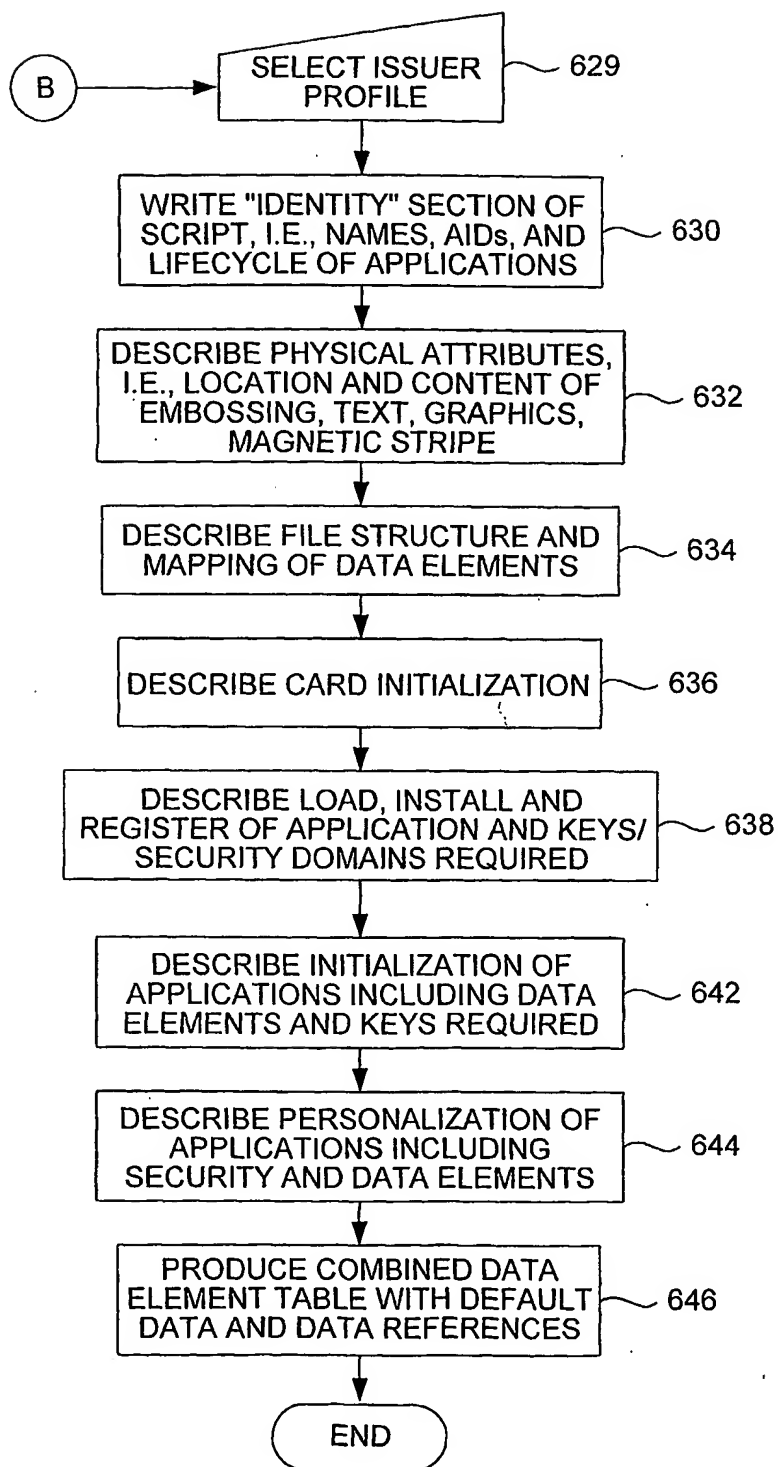 B
SELECT ISSUER
PROFILE
629
WRITE "IDENTITY" SECTION OF
SCRIPT, I.E., NAMES, AIDs, AND
LIFECYCLE OF APPLICATIONS
630
DESCRIBE PHYSICAL ATTRIBUTES,
I.E., LOCATION AND CONTENT OF
EMBOSSING, TEXT, GRAPHICS,
MAGNETIC STRIPE
632
DESCRIBE FILE STRUCTURE AND
MAPPING OF DATA ELEMENTS
634
DESCRIBE CARD INITIALIZATION
636
DESCRIBE LOAD, INSTALL AND
REGISTER OF APPLICATION AND KEYS/
SECURITY DOMAINS REQUIRED
638
DESCRIBE INITIALIZATION OF
APPLICATIONS INCLUDING DATA
ELEMENTS AND KEYS REQUIRED
642
DESCRIBE PERSONALIZATION OF
APPLICATIONS INCLUDING
SECURITY AND DATA ELEMENTS
644
PRODUCE COMBINED DATA
ELEMENT TABLE WITH DEFAULT
DATA AND DATA REFERENCES
646
END